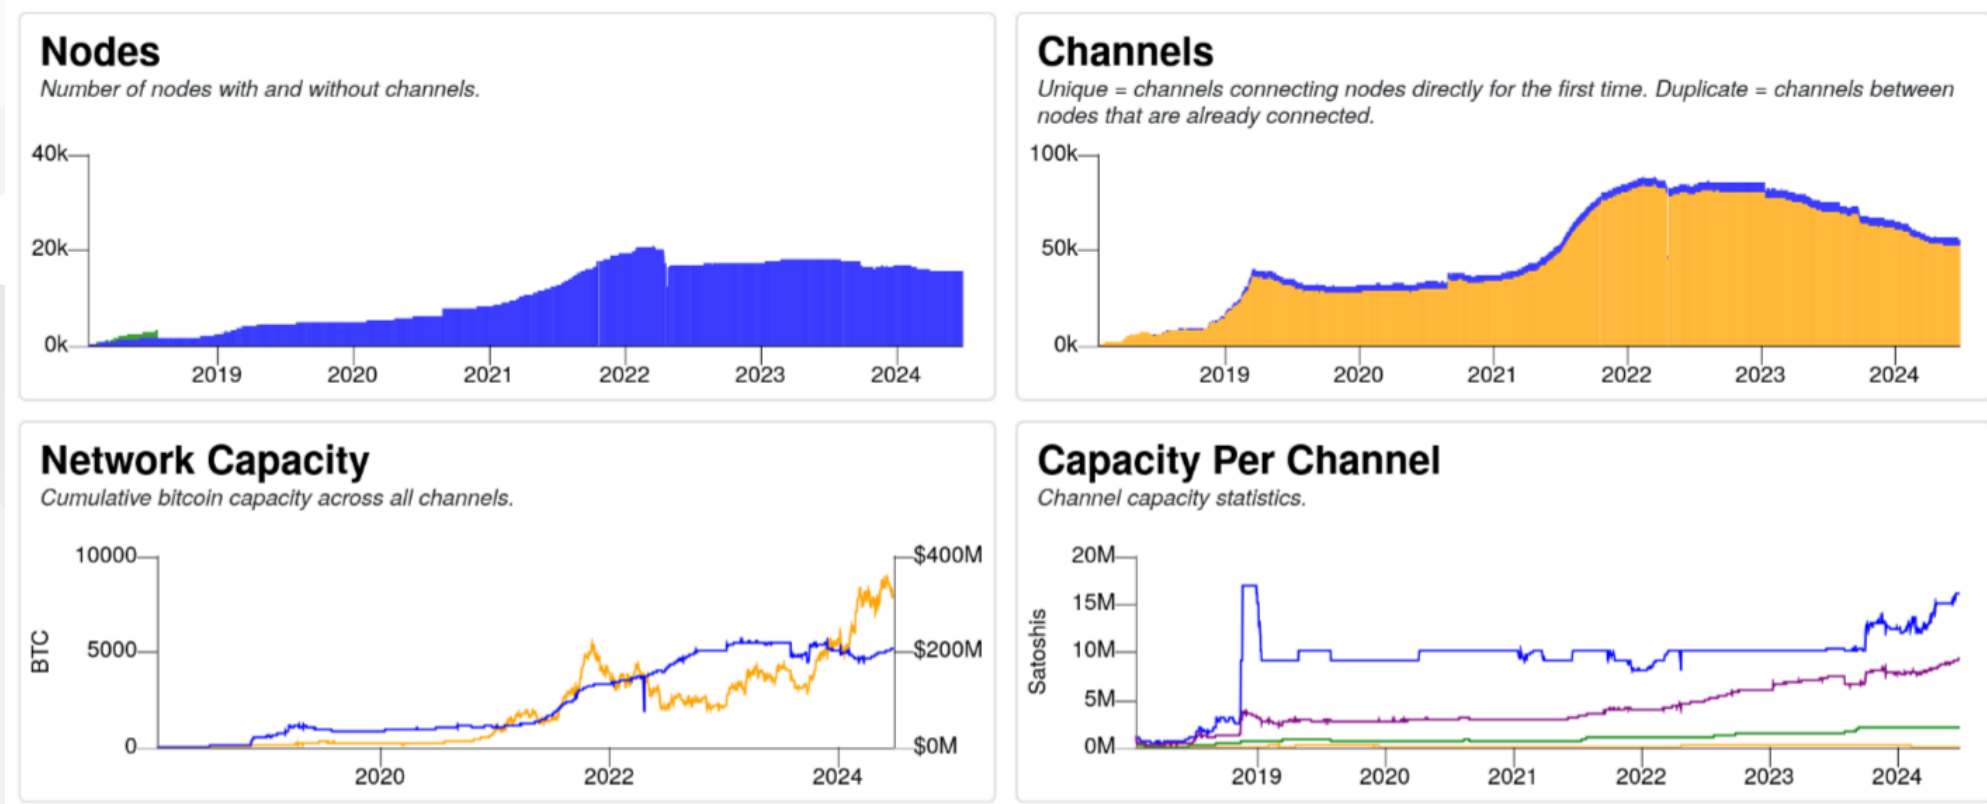 Nodes
Number of nodes with and without channels.
40k
20k
0k
2019 2020 2021 2022 2023 2024
Channels
Unique = channels connecting nodes directly for the first time. Duplicate = channels between
nodes that are already connected.
100k
50k
0k
2019 2020 2021 2022 2023 2024
Network Capacity
Cumulative bitcoin capacity across all channels.
10000 $400M
BTC
5000 $200M
0 $0M
2020 2022 2024
Capacity Per Channel
Channel capacity statistics.
Satoshis
20M
15M
10M
5M
0M
2019 2020 2021 2022 2023 2024